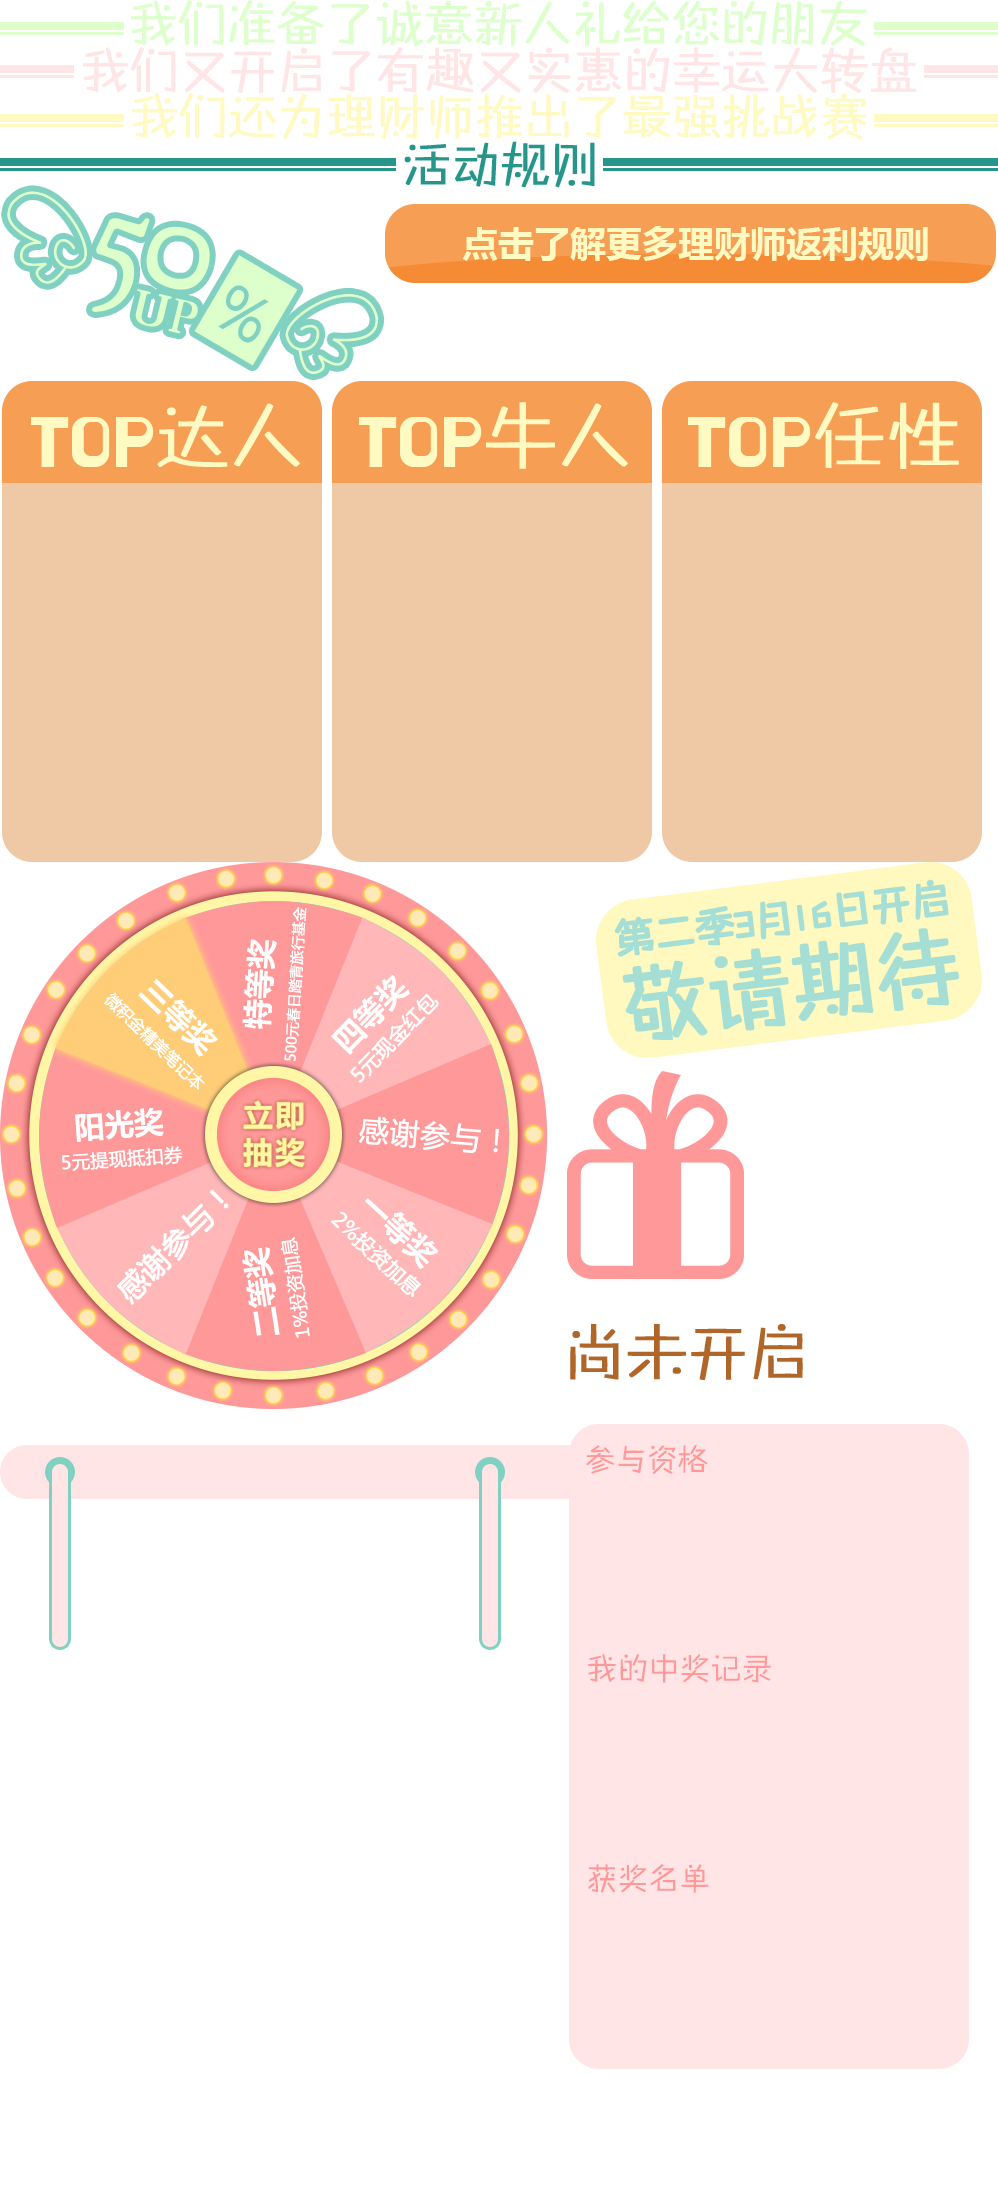 我们准备了诚意新人礼给您的朋友
我们又开启了有趣又实惠的幸运大转盘
我们还为理财师推出了最强挑战赛
活动规则
50%
UP
点击了解更多理财师返利规则
TOP达人
TOP牛人
TOP任性
第二季3月16日开启
敬请期待
特等奖
500元春日踏青旅行基金
四等奖
5元现金红包
感谢参与！
一等奖
2%投资加息
二等奖
1%投资加息
感谢参与！
阳光奖
5元提现抵扣券
三等奖
微积金精美笔记本
立即
抽奖
尚未开启
参与资格
我的中奖记录
获奖名单